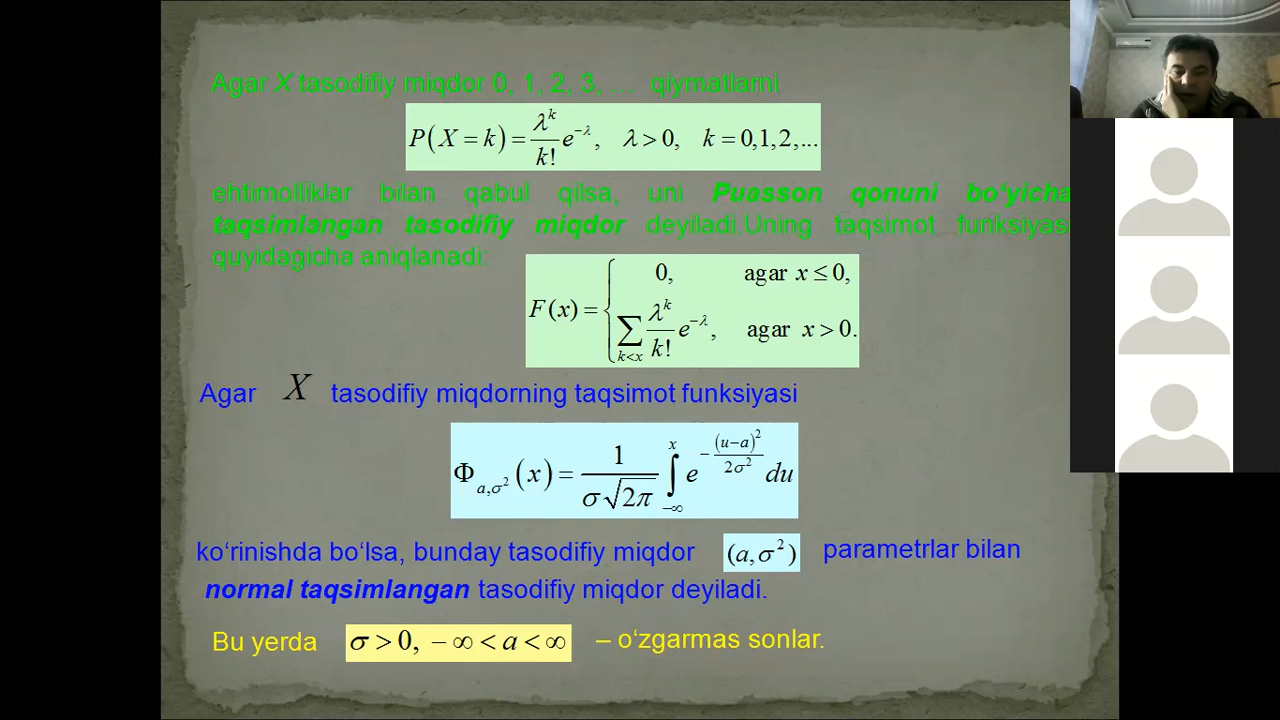 Agar X tasodifiy miqdor 0, 1, 2, 3, … qiymatlarni
P(X = k) = λ^k/k! e^{−λ}, λ > 0, k = 0,1,2,...
ehtimolliklar bilan qabul qilsa, uni Puasson qonuni bo‘yicha
taqsimlangan tasodifiy miqdor deyiladi.Uning taqsimot funksiyasi
quyidagicha aniqlanadi:
F(x) = { 0, agar x ≤ 0,
∑_{k<x} λ^k/k! e^{−λ}, agar x > 0.
Agar X tasodifiy miqdorning taqsimot funksiyasi
Φ_{a,σ²}(x) = 1/(σ√2π) ∫_{−∞}^{x} e^{−(u−a)²/2σ²} du
ko‘rinishda bo‘lsa, bunday tasodifiy miqdor (a,σ²) parametrlar bilan
normal taqsimlangan tasodifiy miqdor deyiladi.
Bu yerda σ > 0, − ∞ < a < ∞ – o‘zgarmas sonlar.